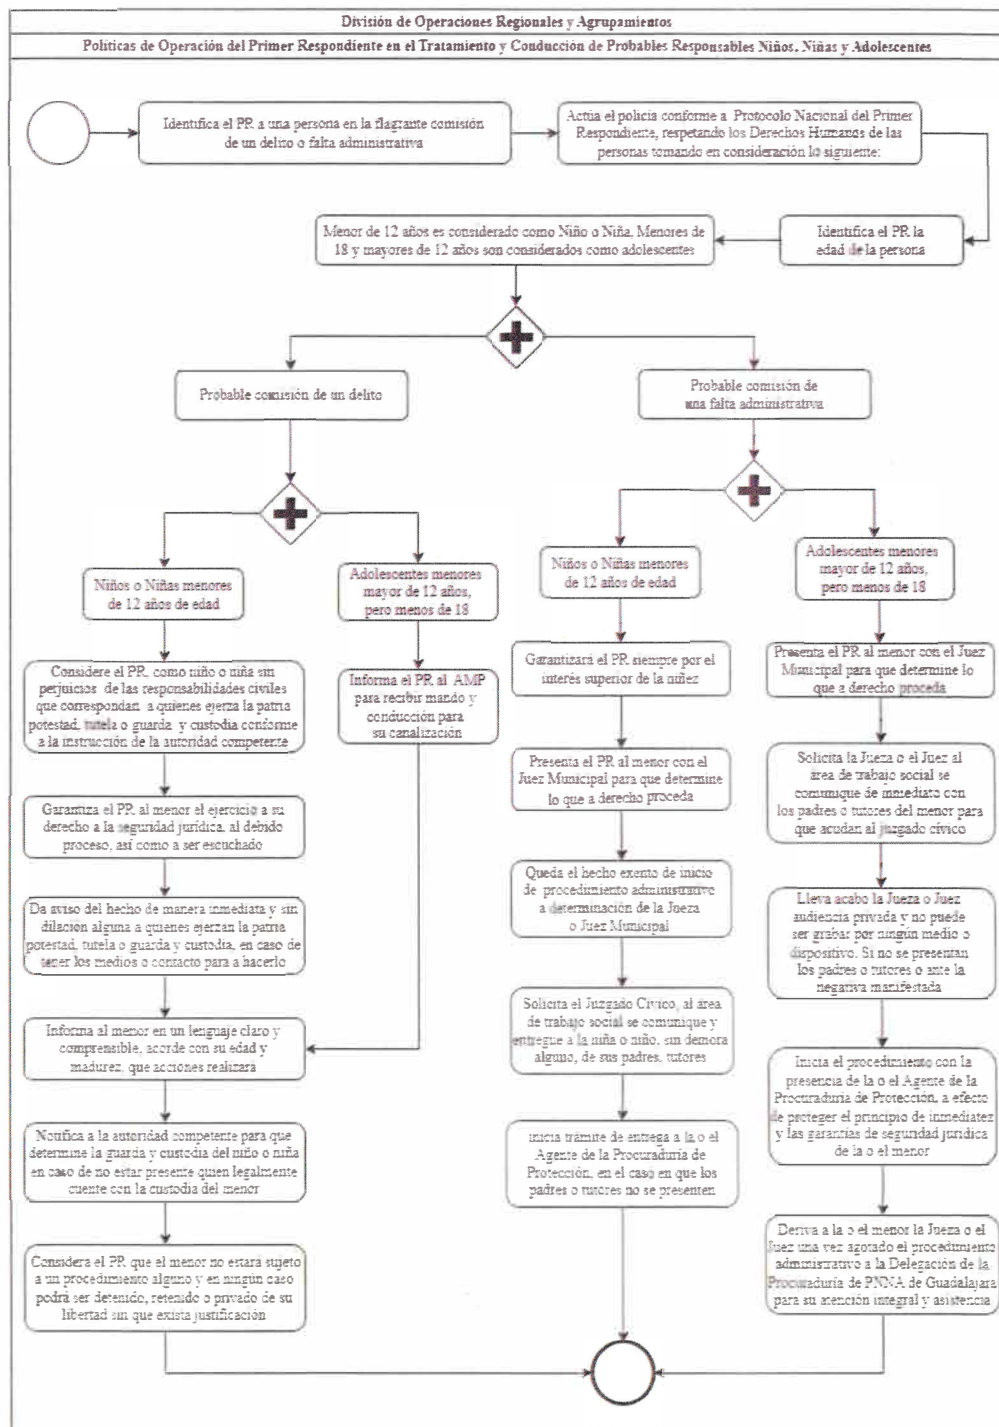 División de Operaciones Regionales y Agrupamientos
Políticas de Operación del Primer Respondiente en el Tratamiento y Conducción de Probables Responsables Niños, Niñas y Adolescentes
Identifica el PR a una persona en la flagrante comisión
de un delito o falta administrativa
Actúa el policía conforme a Protocolo Nacional del Primer
Respondiente, respetando los Derechos Humanos de las
personas tomando en consideración lo siguiente:
Identifica el PR la
edad de la persona
Menor de 12 años es considerado como Niño o Niña, Menores de
18 y mayores de 12 años son considerados como adolescentes
Probable comisión de un delito
Niños o Niñas menores
de 12 años de edad
Considere el PR, como niño o niña sin
perjuicios de las responsabilidades civiles
que correspondan a quienes ejerza la patria
potestad, tutela o guarda y custodia conforme
a la instrucción de la autoridad competente
Garantiza el PR al menor el ejercicio a su
derecho a la seguridad jurídica, al debido
proceso, así como a ser escuchado
Da aviso del hecho de manera inmediata y sin
dilación alguna a quienes ejerzan la patria
potestad, tutela o guarda y custodia, en caso de
tener los medios o contacto para a hacerlo
Informa al menor en un lenguaje claro y
comprensible, acorde con su edad y
madurez, que acciones realizara
Notifica a la autoridad competente para que
determine la guarda y custodia del niño o niña
en caso de no estar presente quien legalmente
cuente con la custodia del menor
Considera el PR que el menor no estará sujeto
a un procedimiento alguno y en ningún caso
podrá ser detenido, retenido o privado de su
libertad sin que exista justificación
Adolescentes menores
mayor de 12 años,
pero menos de 18
Informa el PR al AMP
para recibir mando y
conducción para
su canalización
Probable comisión de
una falta administrativa
Niños o Niñas menores
de 12 años de edad
Garantizará el PR siempre por el
interés superior de la niñez
Presenta el PR al menor con el
Juez Municipal para que determine
lo que a derecho proceda
Queda el hecho exento de inicio
de procedimiento administrativo
a determinación de la Jueza
o Juez Municipal
Solicita el Juzgado Cívico, al área
de trabajo social se comunique y
entregue a la niña o niño, sin demora
alguno, de sus padres, tutores
Inicia trámite de entrega a la o el
Agente de la Procuraduría de
Protección, en el caso en que los
padres o tutores no se presenten
Adolescentes menores
mayor de 12 años,
pero menos de 18
Presenta el PR al menor con el Juez
Municipal para que determine lo
que a derecho proceda
Solicita la Jueza o el Juez al
área de trabajo social se
comunique de inmediato con
los padres o tutores del menor para
que acudan al juzgado cívico
Lleva acabo la Jueza o Juez
audiencia privada y no puede
ser grabar por ningún medio o
dispositivo. Si no se presentan
los padres o tutores o ante la
negativa manifestada
Inicia el procedimiento con la
presencia de la o el Agente de la
Procuraduría de Protección, a efecto
de proteger el principio de inmediatez
y las garantías de seguridad jurídica
de la o el menor
Deriva a la o el menor la Jueza o el
Juez una vez agotado el procedimiento
administrativo a la Delegación de la
Procuraduría de PNNA de Guadalajara
para su atención integral y asistencia